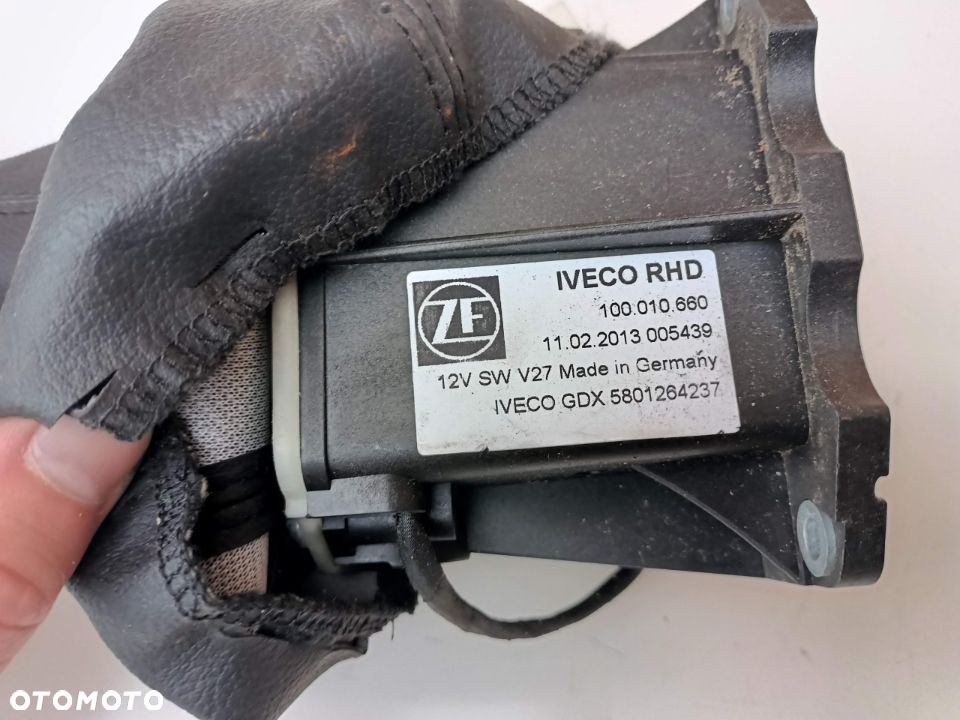 ZF
IVECO RHD
100.010.660
11.02.2013 005439
12V SW V27 Made in Germany
IVECO GDX 5801264237
OTOMOTO